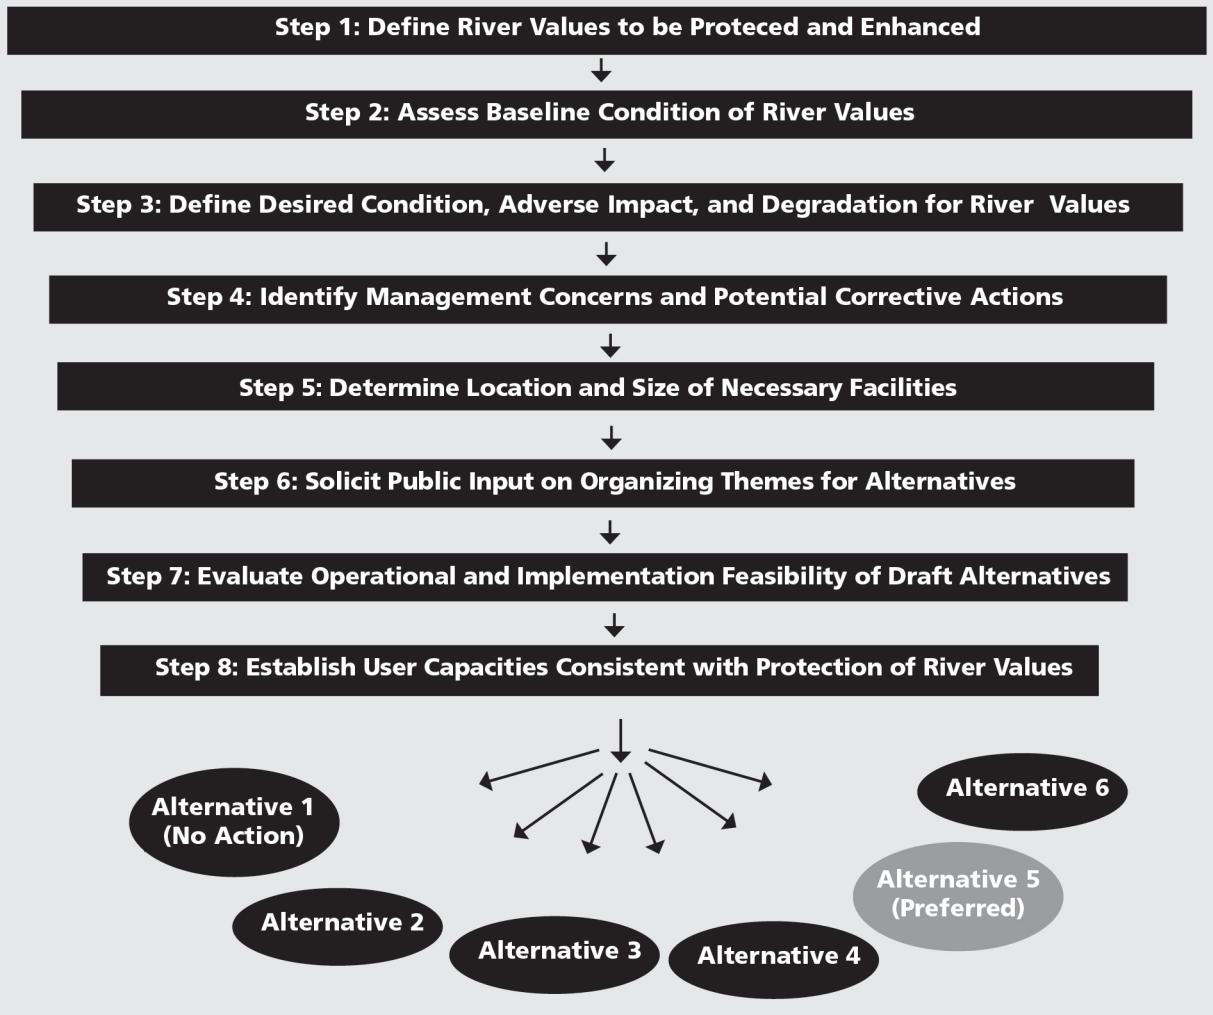 Step 1: Define River Values to be Proteced and Enhanced
Step 2: Assess Baseline Condition of River Values
Step 3: Define Desired Condition, Adverse Impact, and Degradation for River Values
Step 4: Identify Management Concerns and Potential Corrective Actions
Step 5: Determine Location and Size of Necessary Facilities
Step 6: Solicit Public Input on Organizing Themes for Alternatives
Step 7: Evaluate Operational and Implementation Feasibility of Draft Alternatives
Step 8: Establish User Capacities Consistent with Protection of River Values
Alternative 1
(No Action)
Alternative 2
Alternative 3
Alternative 4
Alternative 5
(Preferred)
Alternative 6